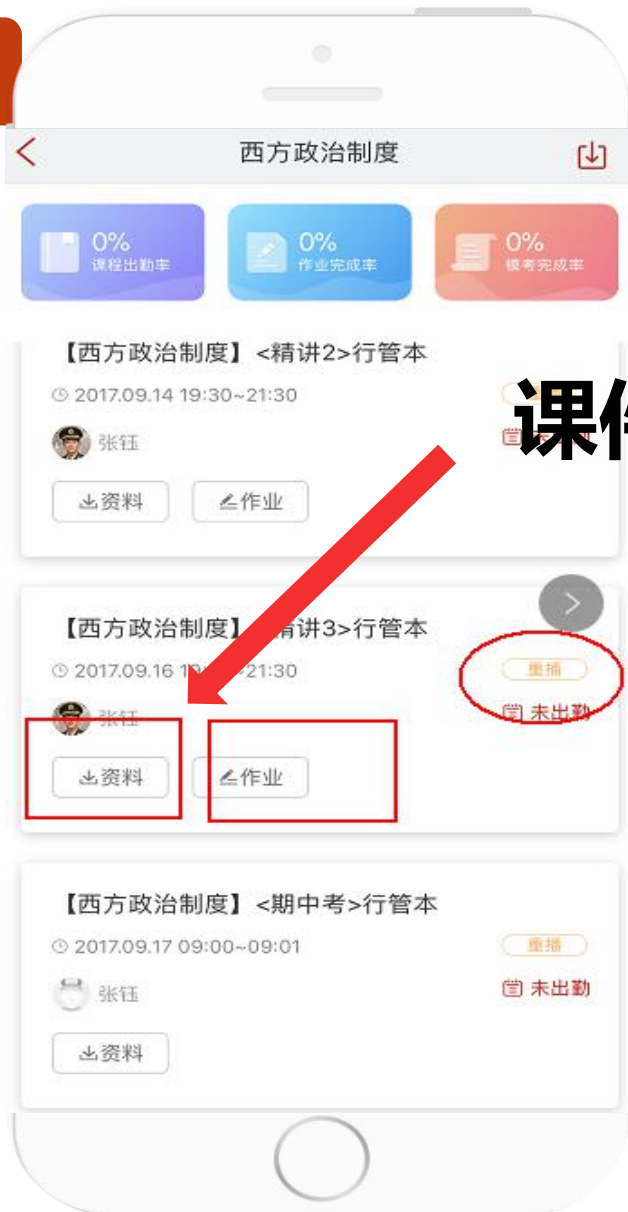 西方政治制度
0%
课程出勤率
0%
作业完成率
0%
模考完成率
【西方政治制度】<精讲2>行管本
2017.09.14 19:30~21:30
张钰
资料
作业
课件
【西方政治制度】 精讲3>行管本
2017.09.16 19 ~21:30
重播
张钰
未出勤
资料
作业
【西方政治制度】<期中考>行管本
2017.09.17 09:00~09:01
重播
张钰
未出勤
资料